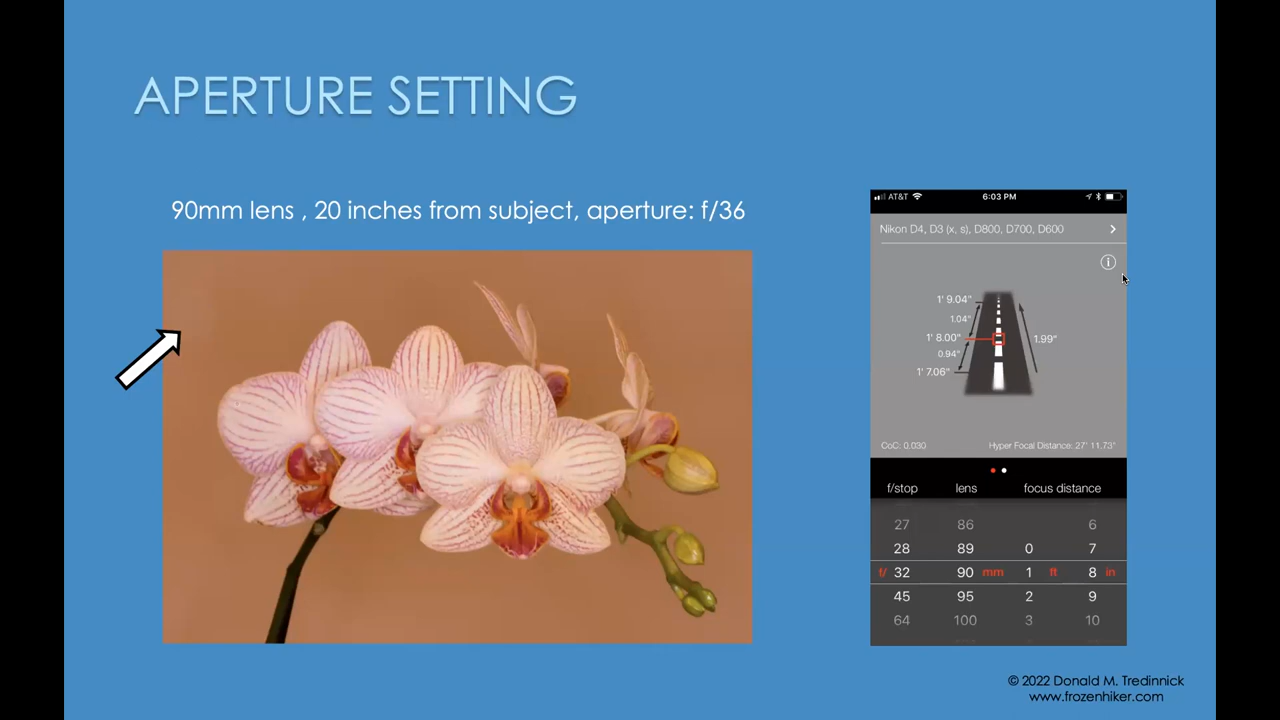 APERTURE SETTING
90mm lens , 20 inches from subject, aperture: f/36
AT&T 6:03 PM
Nikon D4, D3 (x, s), D800, D700, D600
i
1' 9.04"
1.04"
1' 8.00" 1.99"
0.94"
1' 7.06"
CoC: 0.030 Hyper Focal Distance: 27' 11.73"
f/stop lens focus distance
27 86 6
28 89 0 7
f/ 32 90 mm 1 ft 8 in
45 95 2 9
64 100 3 10
© 2022 Donald M. Tredinnick
www.frozenhiker.com